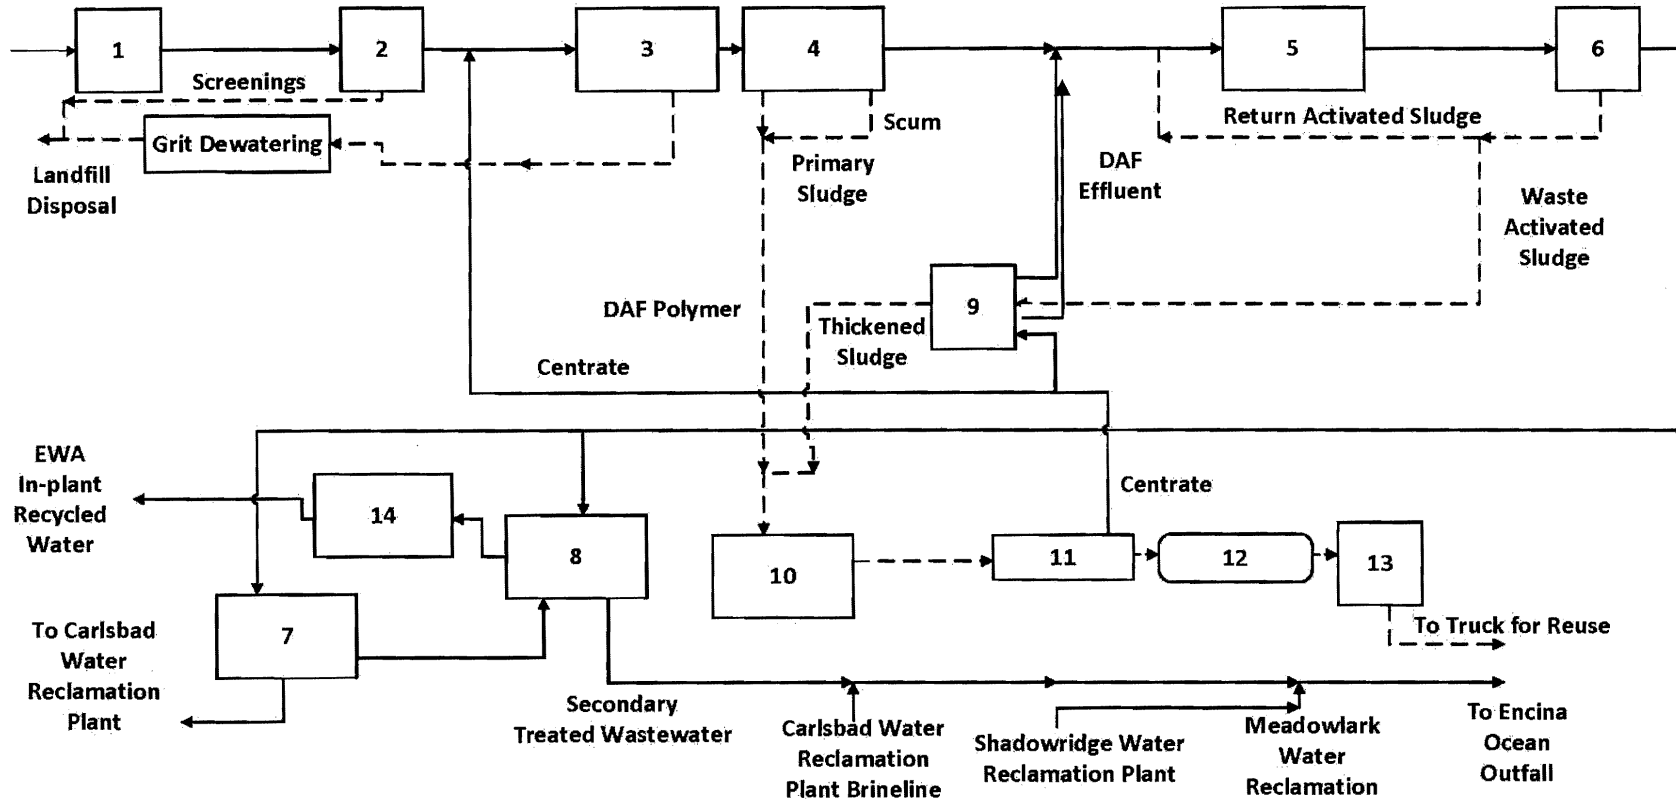 1
2
3
4
5
6
Screenings
Grit Dewatering
Landfill
Disposal
Scum
Primary
Sludge
DAF
Effluent
Return Activated Sludge
Waste
Activated
Sludge
9
DAF Polymer
Thickened
Sludge
Centrate
EWA
In-plant
Recycled
Water
14
8
Centrate
10
11
12
13
7
To Carlsbad
Water
Reclamation
Plant
To Truck for Reuse
Secondary
Treated Wastewater
Carlsbad Water
Reclamation
Plant Brineline
Shadowridge Water
Reclamation Plant
Meadowlark
Water
Reclamation
To Encina
Ocean
Outfall